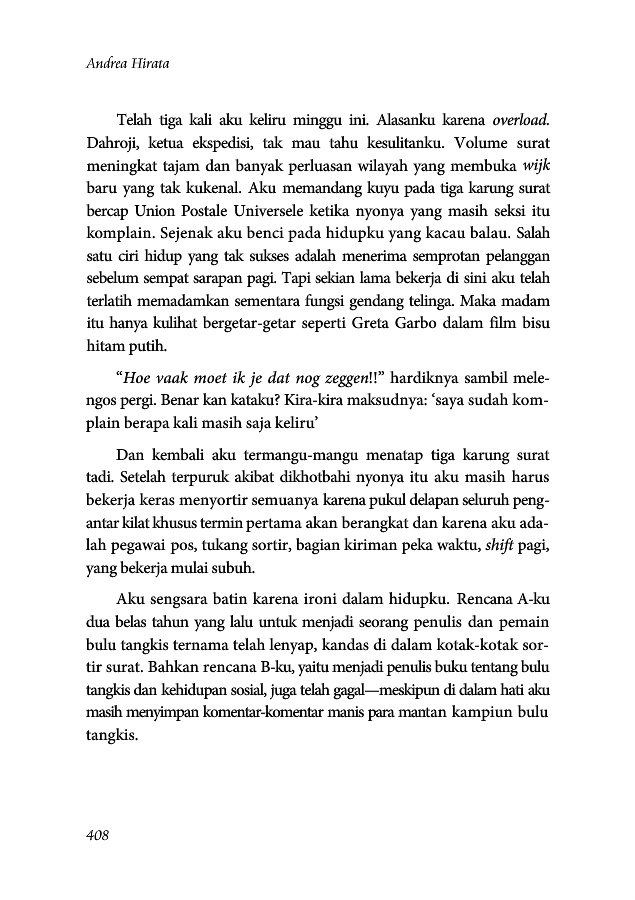 Andrea Hirata
Telah tiga kali aku keliru minggu ini. Alasanku karena overload.
Dahroji, ketua ekspedisi, tak mau tahu kesulitanku. Volume surat
meningkat tajam dan banyak perluasan wilayah yang membuka wijk
baru yang tak kukenal. Aku memandang kuyu pada tiga karung surat
bercap Union Postale Universele ketika nyonya yang masih seksi itu
komplain. Sejenak aku benci pada hidupku yang kacau balau. Salah
satu ciri hidup yang tak sukses adalah menerima semprotan pelanggan
sebelum sempat sarapan pagi. Tapi sekian lama bekerja di sini aku telah
terlatih memadamkan sementara fungsi gendang telinga. Maka madam
itu hanya kulihat bergetar-getar seperti Greta Garbo dalam film bisu
hitam putih.
“Hoe vaak moet ik je dat nog zeggen!!” hardiknya sambil mele-
ngos pergi. Benar kan kataku? Kira-kira maksudnya: ‘saya sudah kom-
plain berapa kali masih saja keliru’
Dan kembali aku termangu-mangu menatap tiga karung surat
tadi. Setelah terpuruk akibat dikhotbahi nyonya itu aku masih harus
bekerja keras menyortir semuanya karena pukul delapan seluruh peng-
antar kilat khusus termin pertama akan berangkat dan karena aku ada-
lah pegawai pos, tukang sortir, bagian kiriman peka waktu, shift pagi,
yang bekerja mulai subuh.
Aku sengsara batin karena ironi dalam hidupku. Rencana A-ku
dua belas tahun yang lalu untuk menjadi seorang penulis dan pemain
bulu tangkis ternama telah lenyap, kandas di dalam kotak-kotak sor-
tir surat. Bahkan rencana B-ku, yaitu menjadi penulis buku tentang bulu
tangkis dan kehidupan sosial, juga telah gagal—meskipun di dalam hati aku
masih menyimpan komentar-komentar manis para mantan kampiun bulu
tangkis.
408